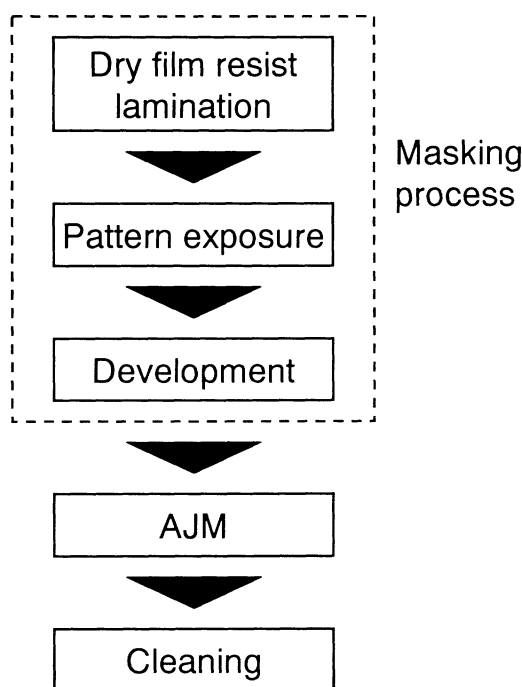 Dry film resist
lamination
Masking
process
Pattern exposure
Development
AJM
Cleaning